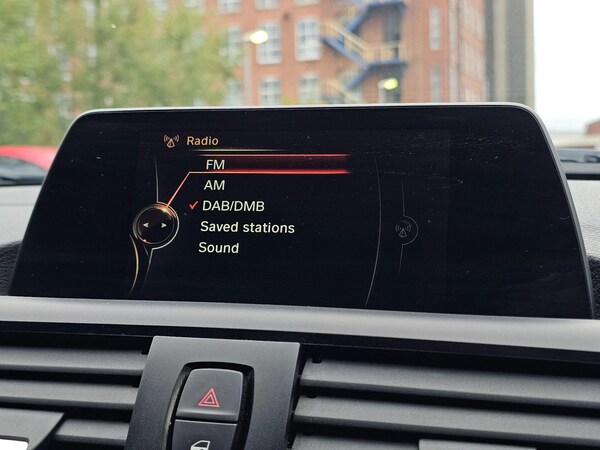 Radio
FM
AM
DAB/DMB
Saved stations
Sound